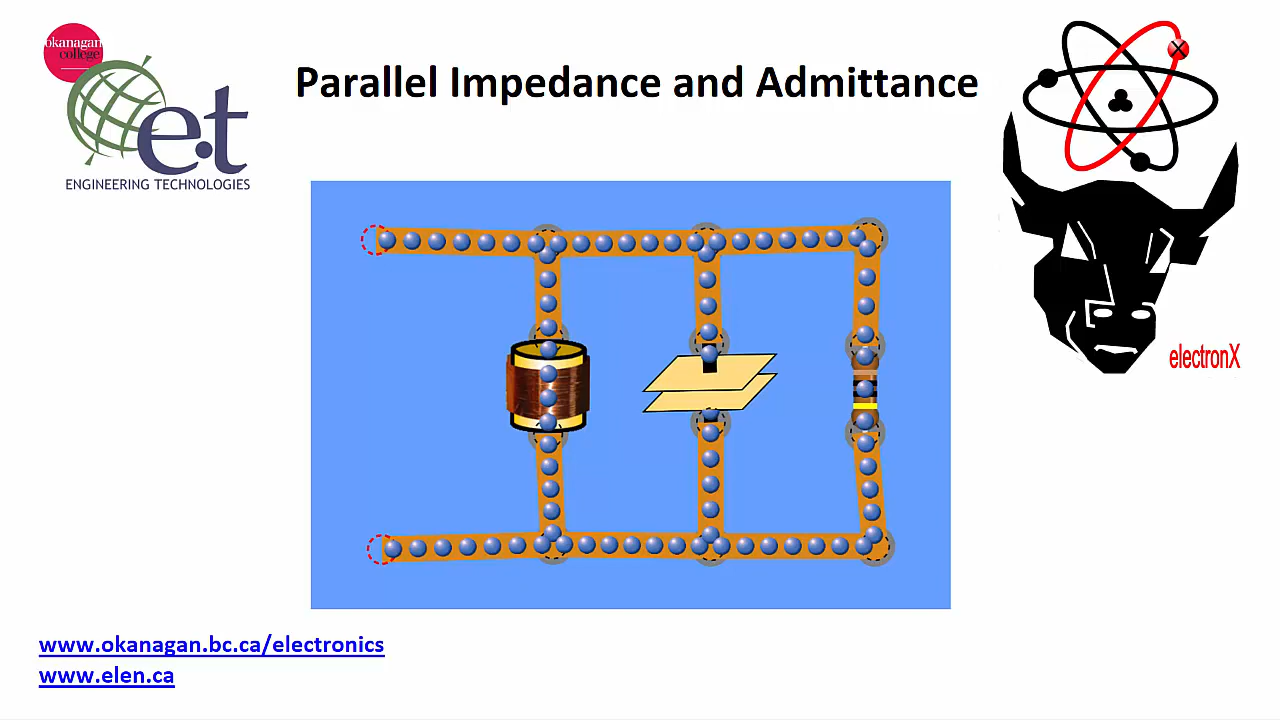 okanagan
college
e·t
ENGINEERING TECHNOLOGIES
Parallel Impedance and Admittance
X
electronX
www.okanagan.bc.ca/electronics
www.elen.ca